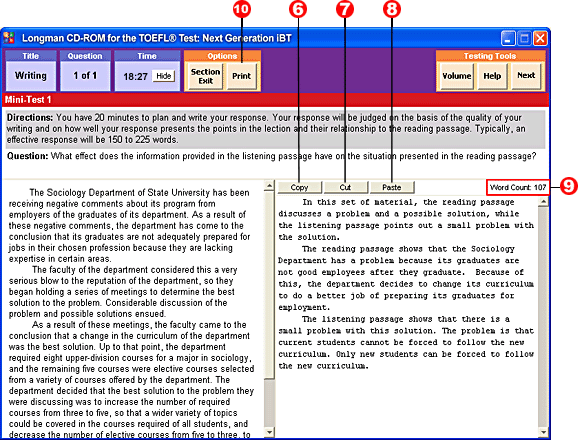 10 6 7 8
Longman CD-ROM for the TOEFL® Test: Next Generation iBT
Title Question Time Options Testing Tools
Writing 1 of 1 18:27 Hide Section Exit Print Volume Help Next
Mini-Test 1
Directions: You have 20 minutes to plan and write your response. Your response will be judged on the basis of the quality of your
writing and on how well your response presents the points in the lection and their relationship to the reading passage. Typically, an
effective response will be 150 to 225 words.
Question: What effect does the information provided in the listening passage have on the situation presented in the reading passage?
Copy Cut Paste Word Count: 107 9
The Sociology Department of State University has been
receiving negative comments about its program from
employers of the graduates of its department. As a result of
these negative comments, the department has come to the
conclusion that its graduates are not adequately prepared for
jobs in their chosen profession because they are lacking
expertise in certain areas.
The faculty of the department considered this a very
serious blow to the reputation of the department, so they
began holding a series of meetings to determine the best
solution to the problem. Considerable discussion of the
problem and possible solutions ensued.
As a result of these meetings, the faculty came to the
conclusion that a change in the curriculum of the department
was the best solution. Up to that point, the department
required eight upper-division courses for a major in sociology,
and the remaining five courses were elective courses selected
from a variety of courses offered by the department. The
department decided that the best solution to the problem they
were discussing was to increase the number of required
courses from three to five, so that a wider variety of topics
could be covered in the courses required of all students, and
decrease the number of elective courses from five to three, to
In this set of material, the reading passage
discusses a problem and a possible solution, while
the listening passage points out a small problem with
the solution.
The reading passage shows that the Sociology
Department has a problem because its graduates are
not good employees after they graduate. Because of
this, the department decides to change its curriculum
to do a better job of preparing its graduates for
employment.
The listening passage shows that there is a
small problem with this solution. The problem is that
current students cannot be forced to follow the new
curriculum. Only new students can be forced to follow
the new curriculum.